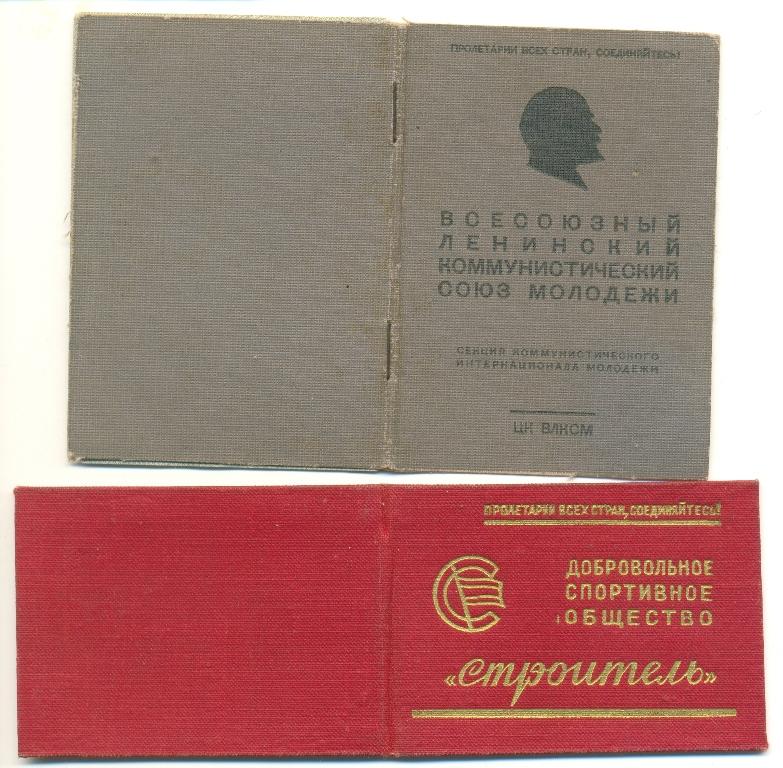 ПРОЛЕТАРИИ ВСЕХ СТРАН, СОЕДИНЯЙТЕСЬ!
ВСЕСОЮЗНЫЙ
ЛЕНИНСКИЙ
КОММУНИСТИЧЕСКИЙ
СОЮЗ МОЛОДЕЖИ
СЕКЦИЯ КОММУНИСТИЧЕСКОГО
ИНТЕРНАЦИОНАЛА МОЛОДЕЖИ
ЦК ВЛКСМ
ПРОЛЕТАРИИ ВСЕХ СТРАН, СОЕДИНЯЙТЕСЬ!
ДОБРОВОЛЬНОЕ
СПОРТИВНОЕ
ОБЩЕСТВО
«Строитель»